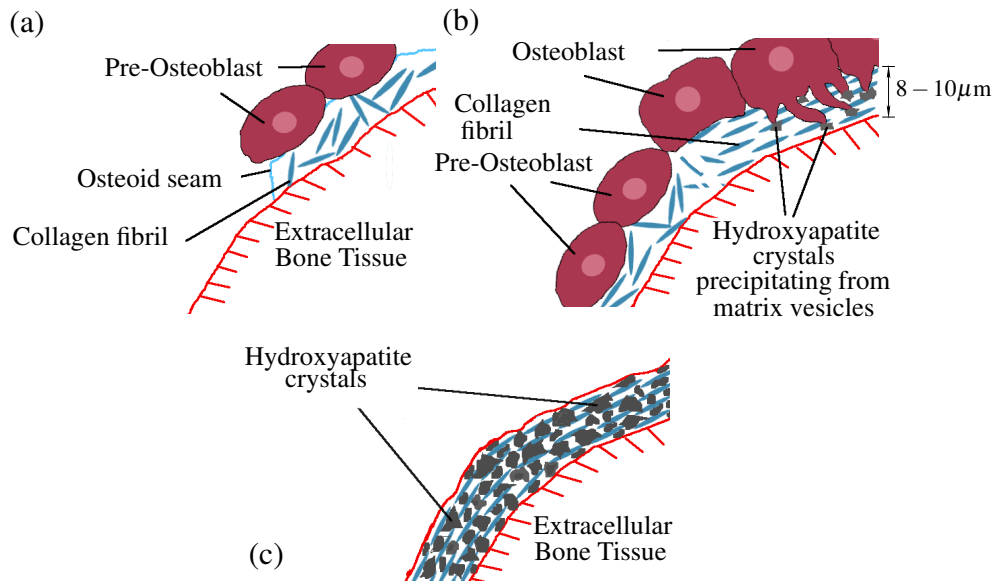 (a)
Pre-Osteoblast
Osteoid seam
Collagen fibril
Extracellular
Bone Tissue
(b)
Osteoblast
Collagen
fibril
Pre-Osteoblast
8 − 10μm
Hydroxyapatite
crystals
precipitating from
matrix vesicles
Hydroxyapatite
crystals
Extracellular
Bone Tissue
(c)